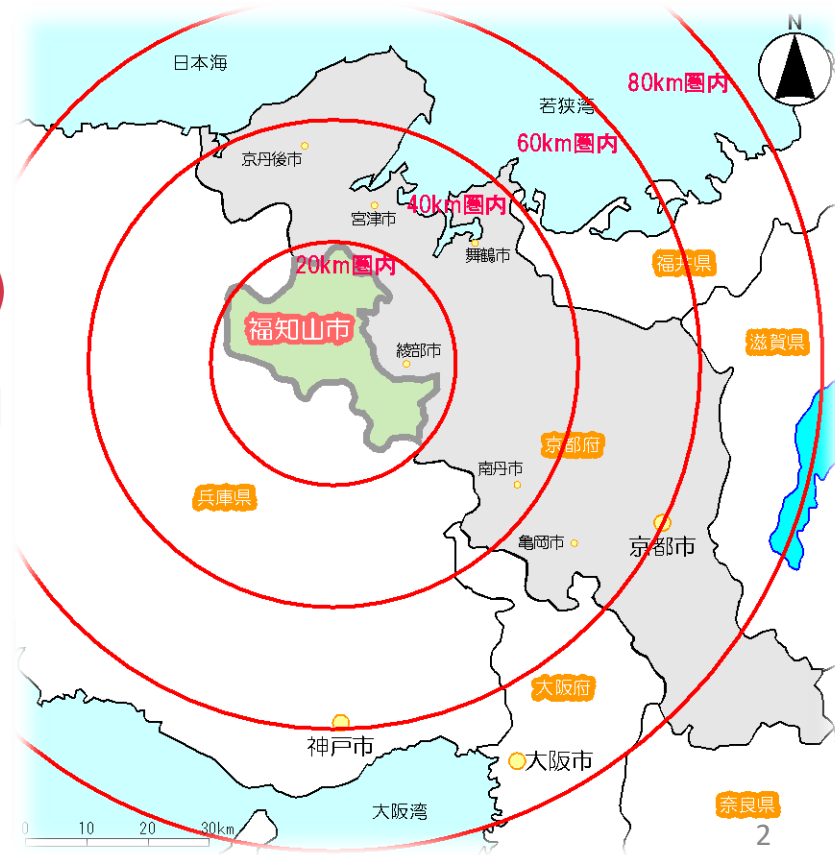 N
日本海
80km圏内
若狭湾
60km圏内
京丹後市
40km圏内
宮津市
舞鶴市
20km圏内
福井県
福知山市
滋賀県
綾部市
京都府
南丹市
兵庫県
亀岡市
京都市
大阪府
神戸市
大阪市
大阪湾
奈良県
0 10 20 30km
2